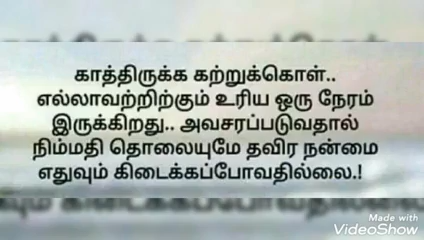 காத்திருக்க கற்றுக்கொள்..
எல்லாவற்றிற்கும் உரிய ஒரு நேரம்
இருக்கிறது.. அவசரப்படுவதால்
நிம்மதி தொலையுமே தவிர நன்மை
எதுவும் கிடைக்கப்போவதில்லை.!
Made with
VideoShow